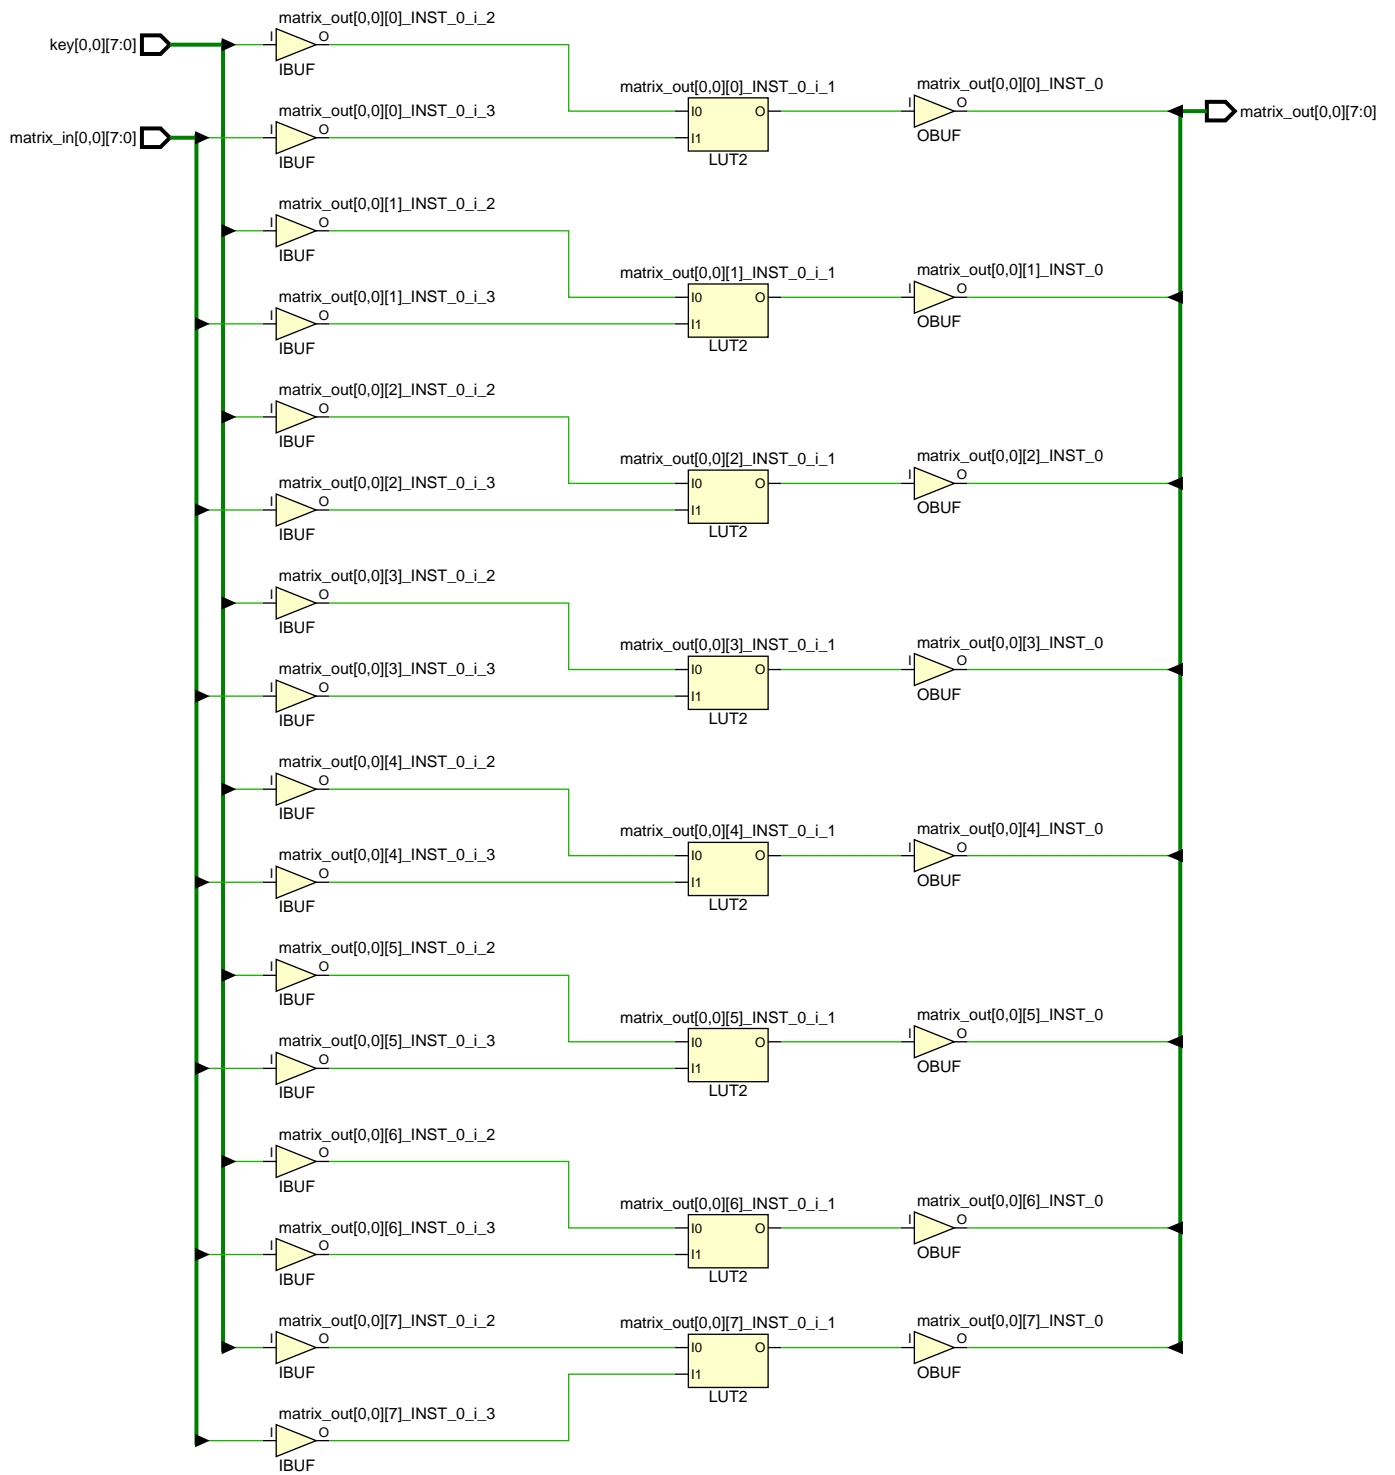 matrix_out[0,0][0]_INST_0_i_2
key[0,0][7:0]
I
O
IBUF
matrix_out[0,0][0]_INST_0_i_1
matrix_out[0,0][0]_INST_0
matrix_out[0,0][0]_INST_0_i_3
I0
O
I
O
matrix_out[0,0][7:0]
matrix_in[0,0][7:0]
I
O
I1
OBUF
IBUF
LUT2
matrix_out[0,0][1]_INST_0_i_2
I
O
IBUF
matrix_out[0,0][1]_INST_0_i_1
matrix_out[0,0][1]_INST_0
matrix_out[0,0][1]_INST_0_i_3
I0
O
I
O
I
O
I1
OBUF
IBUF
LUT2
matrix_out[0,0][2]_INST_0_i_2
I
O
IBUF
matrix_out[0,0][2]_INST_0_i_1
matrix_out[0,0][2]_INST_0
matrix_out[0,0][2]_INST_0_i_3
I0
O
I
O
I
O
I1
OBUF
IBUF
LUT2
matrix_out[0,0][3]_INST_0_i_2
I
O
IBUF
matrix_out[0,0][3]_INST_0_i_1
matrix_out[0,0][3]_INST_0
matrix_out[0,0][3]_INST_0_i_3
I0
O
I
O
I
O
I1
OBUF
IBUF
LUT2
matrix_out[0,0][4]_INST_0_i_2
I
O
IBUF
matrix_out[0,0][4]_INST_0_i_1
matrix_out[0,0][4]_INST_0
matrix_out[0,0][4]_INST_0_i_3
I0
O
I
O
I
O
I1
OBUF
IBUF
LUT2
matrix_out[0,0][5]_INST_0_i_2
I
O
IBUF
matrix_out[0,0][5]_INST_0_i_1
matrix_out[0,0][5]_INST_0
matrix_out[0,0][5]_INST_0_i_3
I0
O
I
O
I
O
I1
OBUF
IBUF
LUT2
matrix_out[0,0][6]_INST_0_i_2
I
O
IBUF
matrix_out[0,0][6]_INST_0_i_1
matrix_out[0,0][6]_INST_0
matrix_out[0,0][6]_INST_0_i_3
I0
O
I
O
I
O
I1
OBUF
IBUF
LUT2
matrix_out[0,0][7]_INST_0_i_2
matrix_out[0,0][7]_INST_0_i_1
matrix_out[0,0][7]_INST_0
I
O
I0
O
I
O
IBUF
I1
OBUF
LUT2
matrix_out[0,0][7]_INST_0_i_3
I
O
IBUF